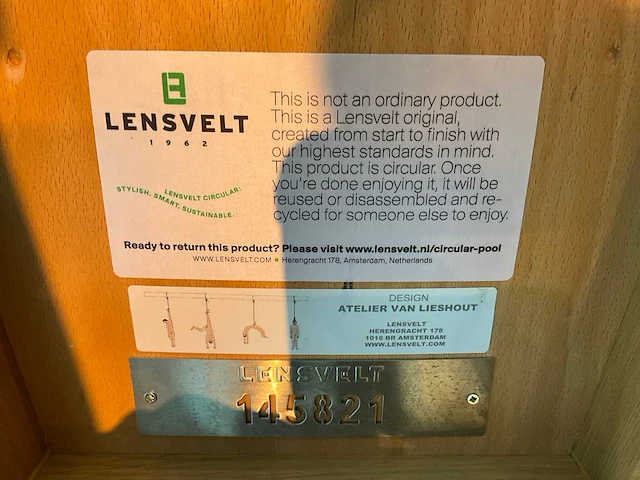 LENSVELT
1962
LENSVELT CIRCULAR:
STYLISH. SMART. SUSTAINABLE.
This is not an ordinary product.
This is a Lensvelt original,
created from start to finish with
our highest standards in mind.
This product is circular. Once
you're done enjoying it, it will be
reused or disassembled and re-
cycled for someone else to enjoy.
Ready to return this product? Please visit www.lensvelt.nl/circular-pool
WWW.LENSVELT.COM ■ Herengracht 178, Amsterdam, Netherlands
DESIGN
ATELIER VAN LIESHOUT
LENSVELT
HERENGRACHT 178
1016 BR AMSTERDAM
WWW.LENSVELT.COM
LENSVELT
145821